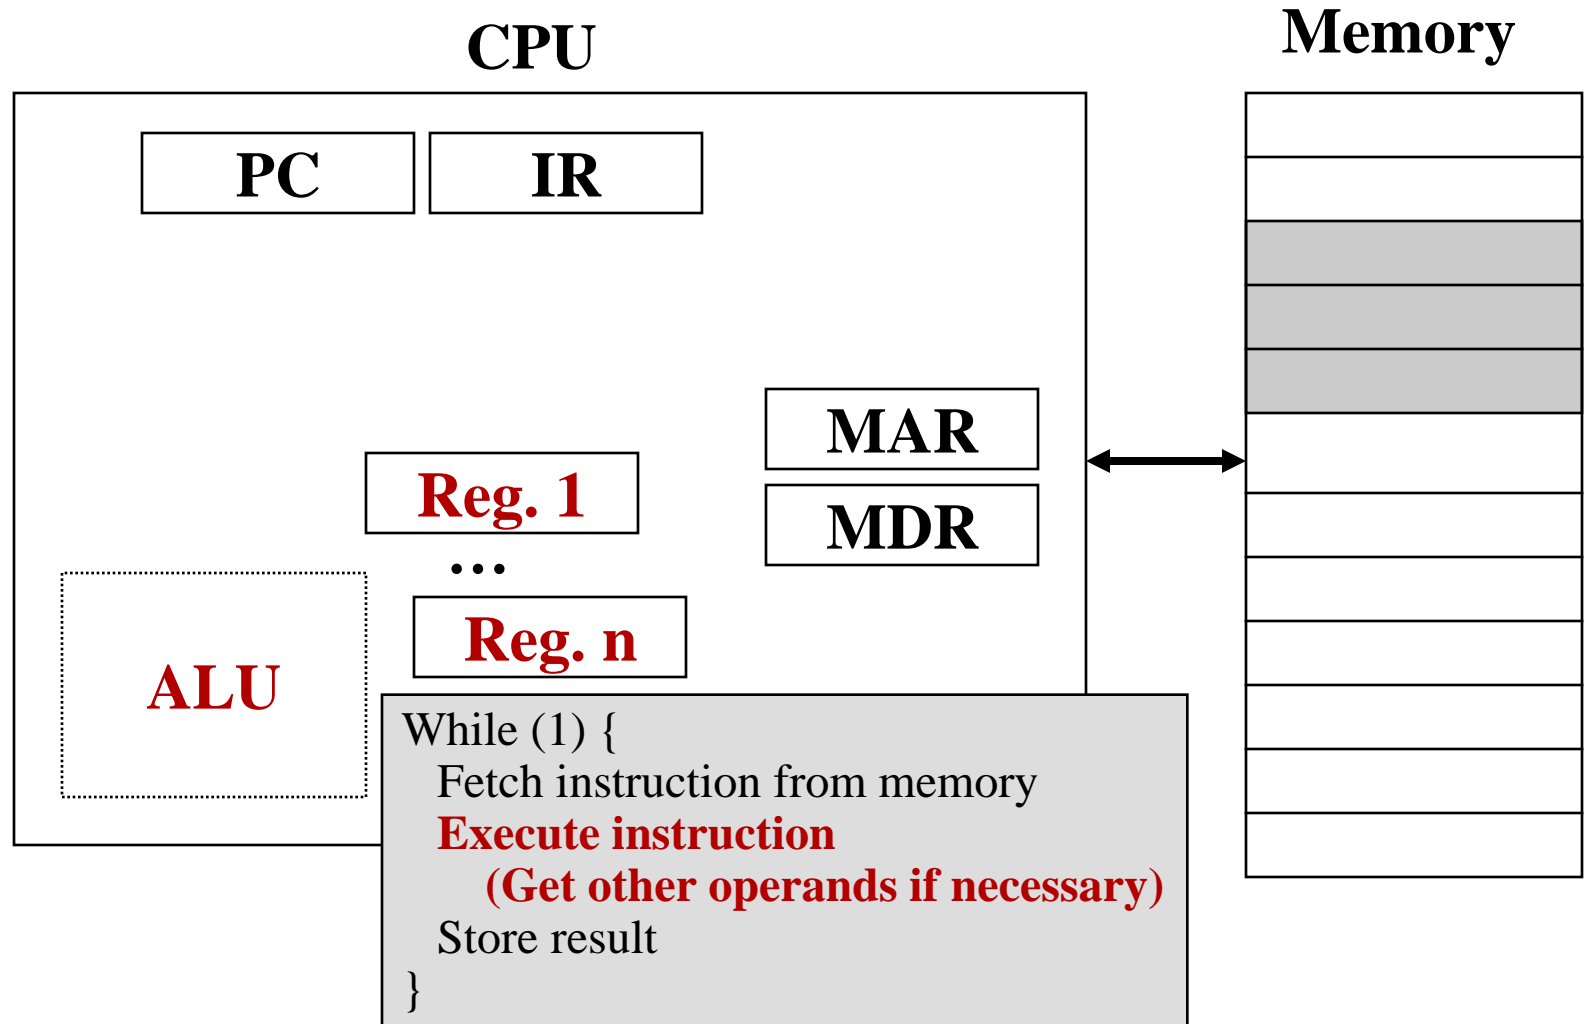 CPU
Memory
PC
IR
MAR
Reg. 1
MDR
...
Reg. n
ALU
While (1) {
Fetch instruction from memory
Execute instruction
(Get other operands if necessary)
Store result
}